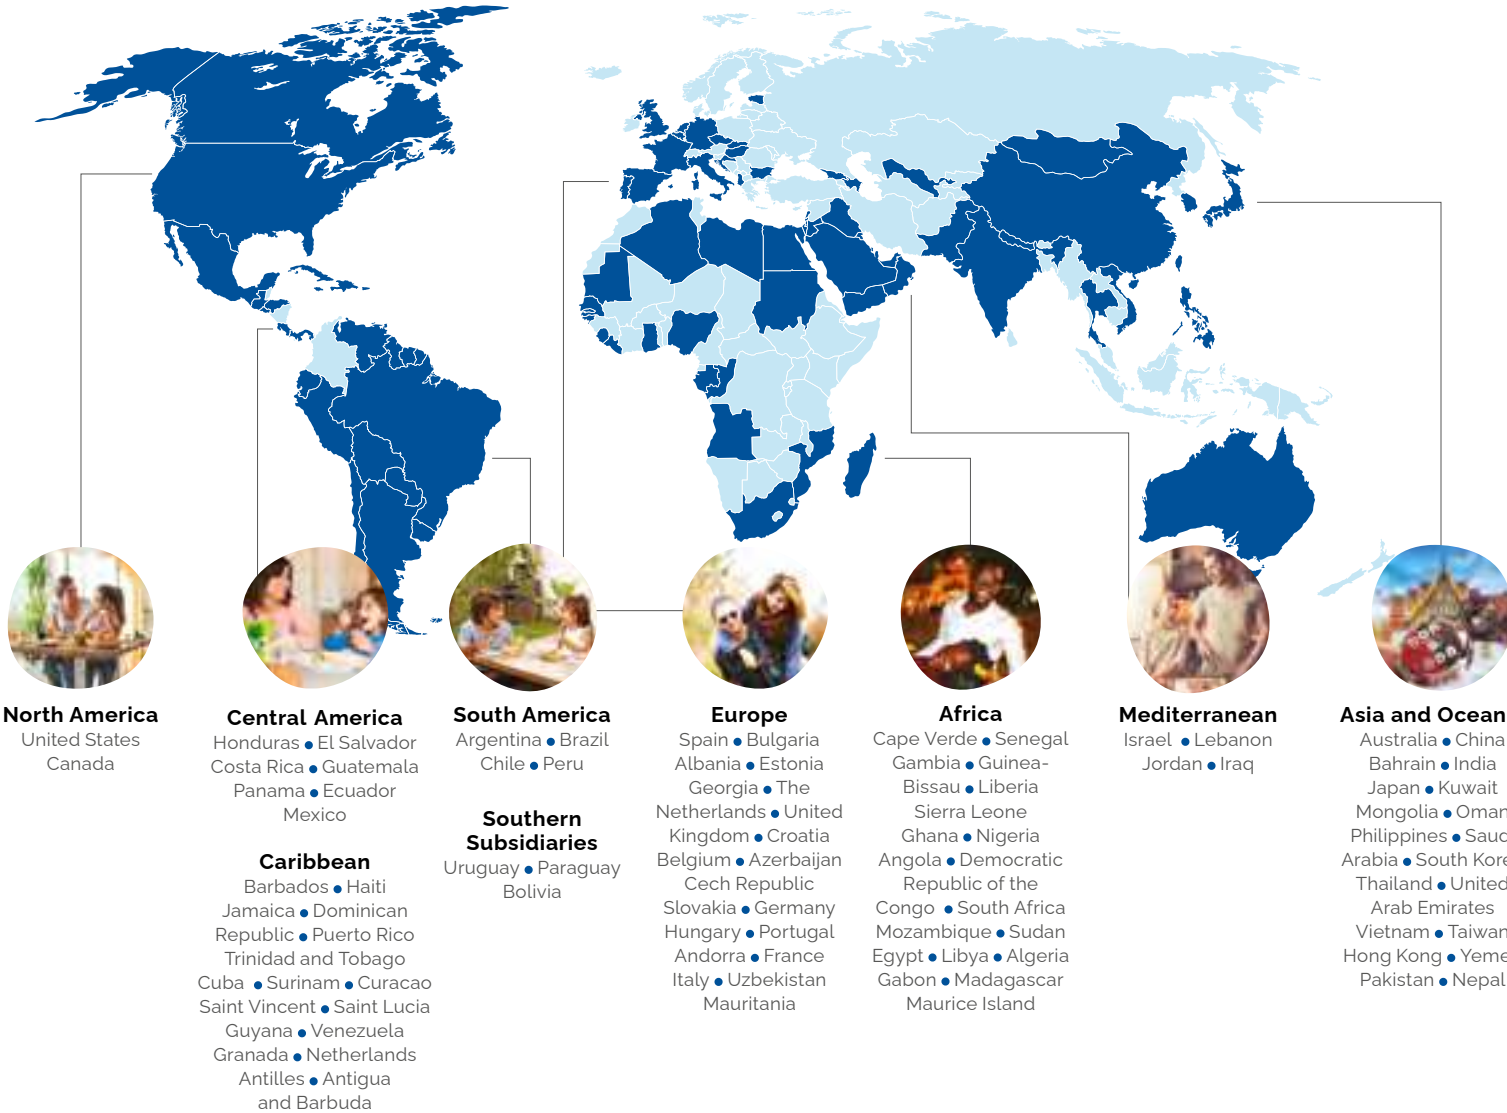 North America
United States
Canada
Central America
Honduras ● El Salvador
Costa Rica ● Guatemala
Panama ● Ecuador
Mexico
Caribbean
Barbados ● Haiti
Jamaica ● Dominican
Republic ● Puerto Rico
Trinidad and Tobago
Cuba ● Surinam ● Curacao
Saint Vincent ● Saint Lucia
Guyana ● Venezuela
Granada ● Netherlands
Antilles ● Antigua
and Barbuda
South America
Argentina ● Brazil
Chile ● Peru
Southern
Subsidiaries
Uruguay ● Paraguay
Bolivia
Europe
Spain ● Bulgaria
Albania ● Estonia
Georgia ● The
Netherlands ● United
Kingdom ● Croatia
Belgium ● Azerbaijan
Cech Republic
Slovakia ● Germany
Hungary ● Portugal
Andorra ● France
Italy ● Uzbekistan
Mauritania
Africa
Cape Verde ● Senegal
Gambia ● Guinea-
Bissau ● Liberia
Sierra Leone
Ghana ● Nigeria
Angola ● Democratic
Republic of the
Congo ● South Africa
Mozambique ● Sudan
Egypt ● Libya ● Algeria
Gabon ● Madagascar
Maurice Island
Mediterranean
Israel ● Lebanon
Jordan ● Iraq
Asia and Ocean
Australia ● China
Bahrain ● India
Japan ● Kuwait
Mongolia ● Oman
Philippines ● Saud
Arabia ● South Kore
Thailand ● United
Arab Emirates
Vietnam ● Taiwan
Hong Kong ● Yeme
Pakistan ● Nepal